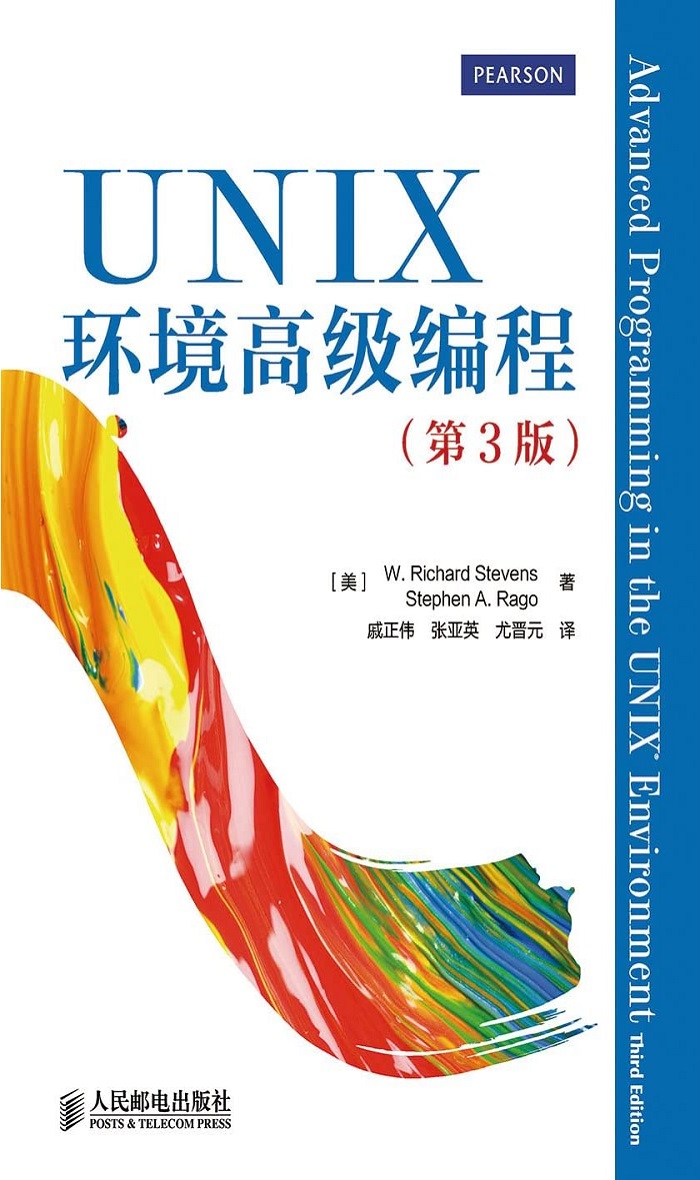 PEARSON
UNIX
环境高级编程
（第3版）
[美] W. Richard Stevens 著
Stephen A. Rago
戚正伟 张亚英 尤晋元 译
Advanced Programming in the UNIX® Environment Third Edition
人民邮电出版社
POSTS & TELECOM PRESS